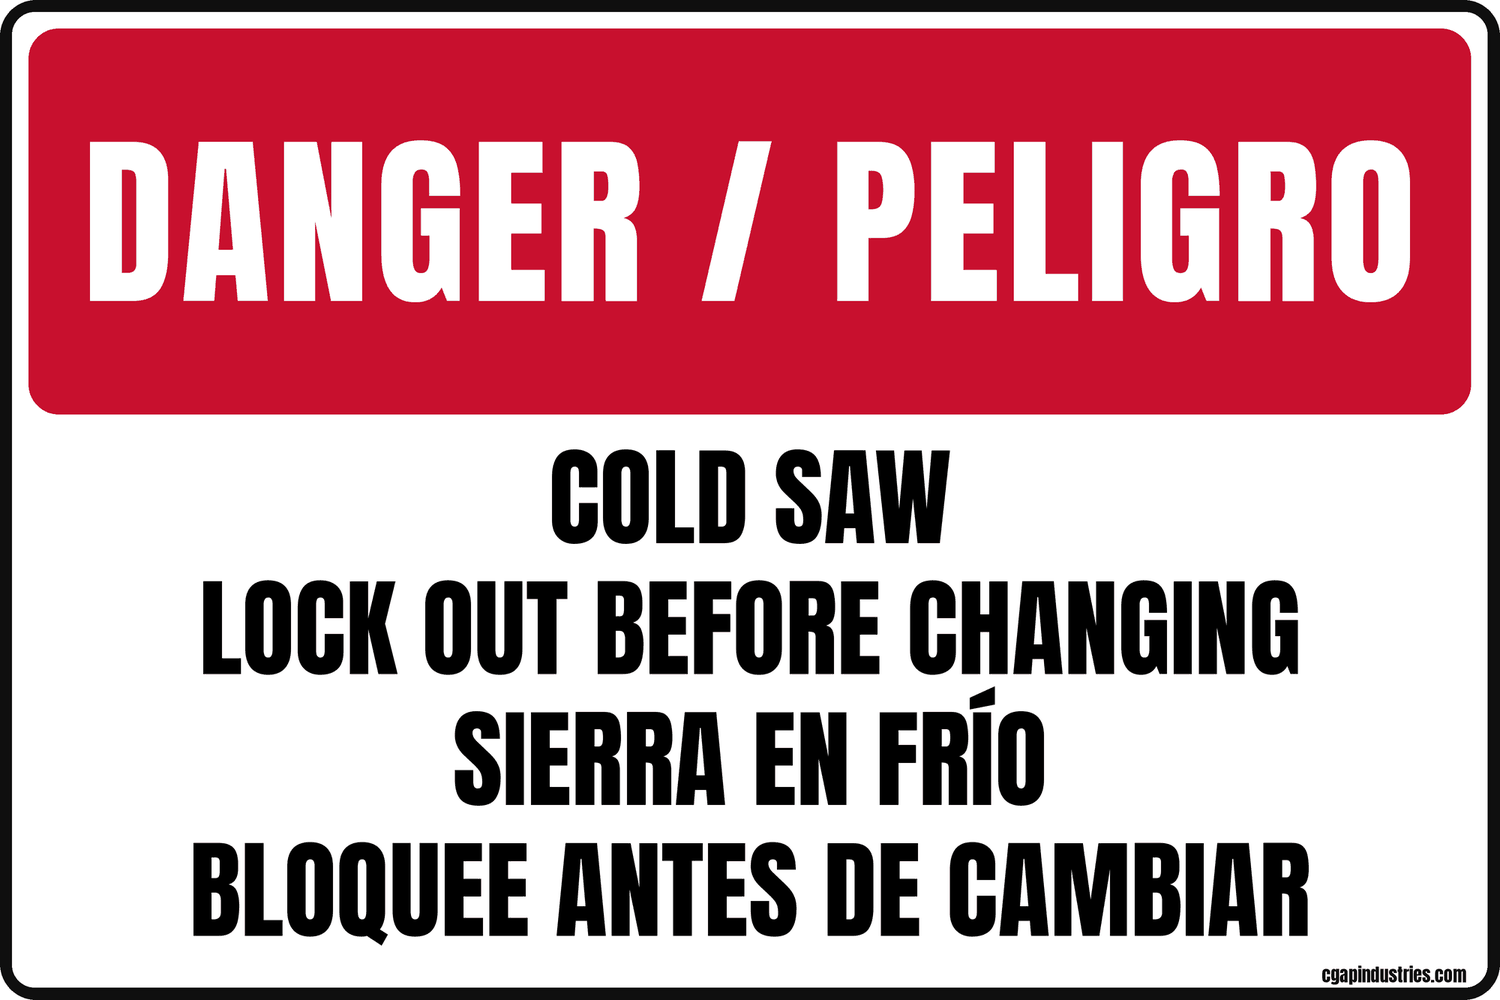 DANGER / PELIGRO
COLD SAW
LOCK OUT BEFORE CHANGING
SIERRA EN FRÍO
BLOQUEE ANTES DE CAMBIAR
cgapindustries.com